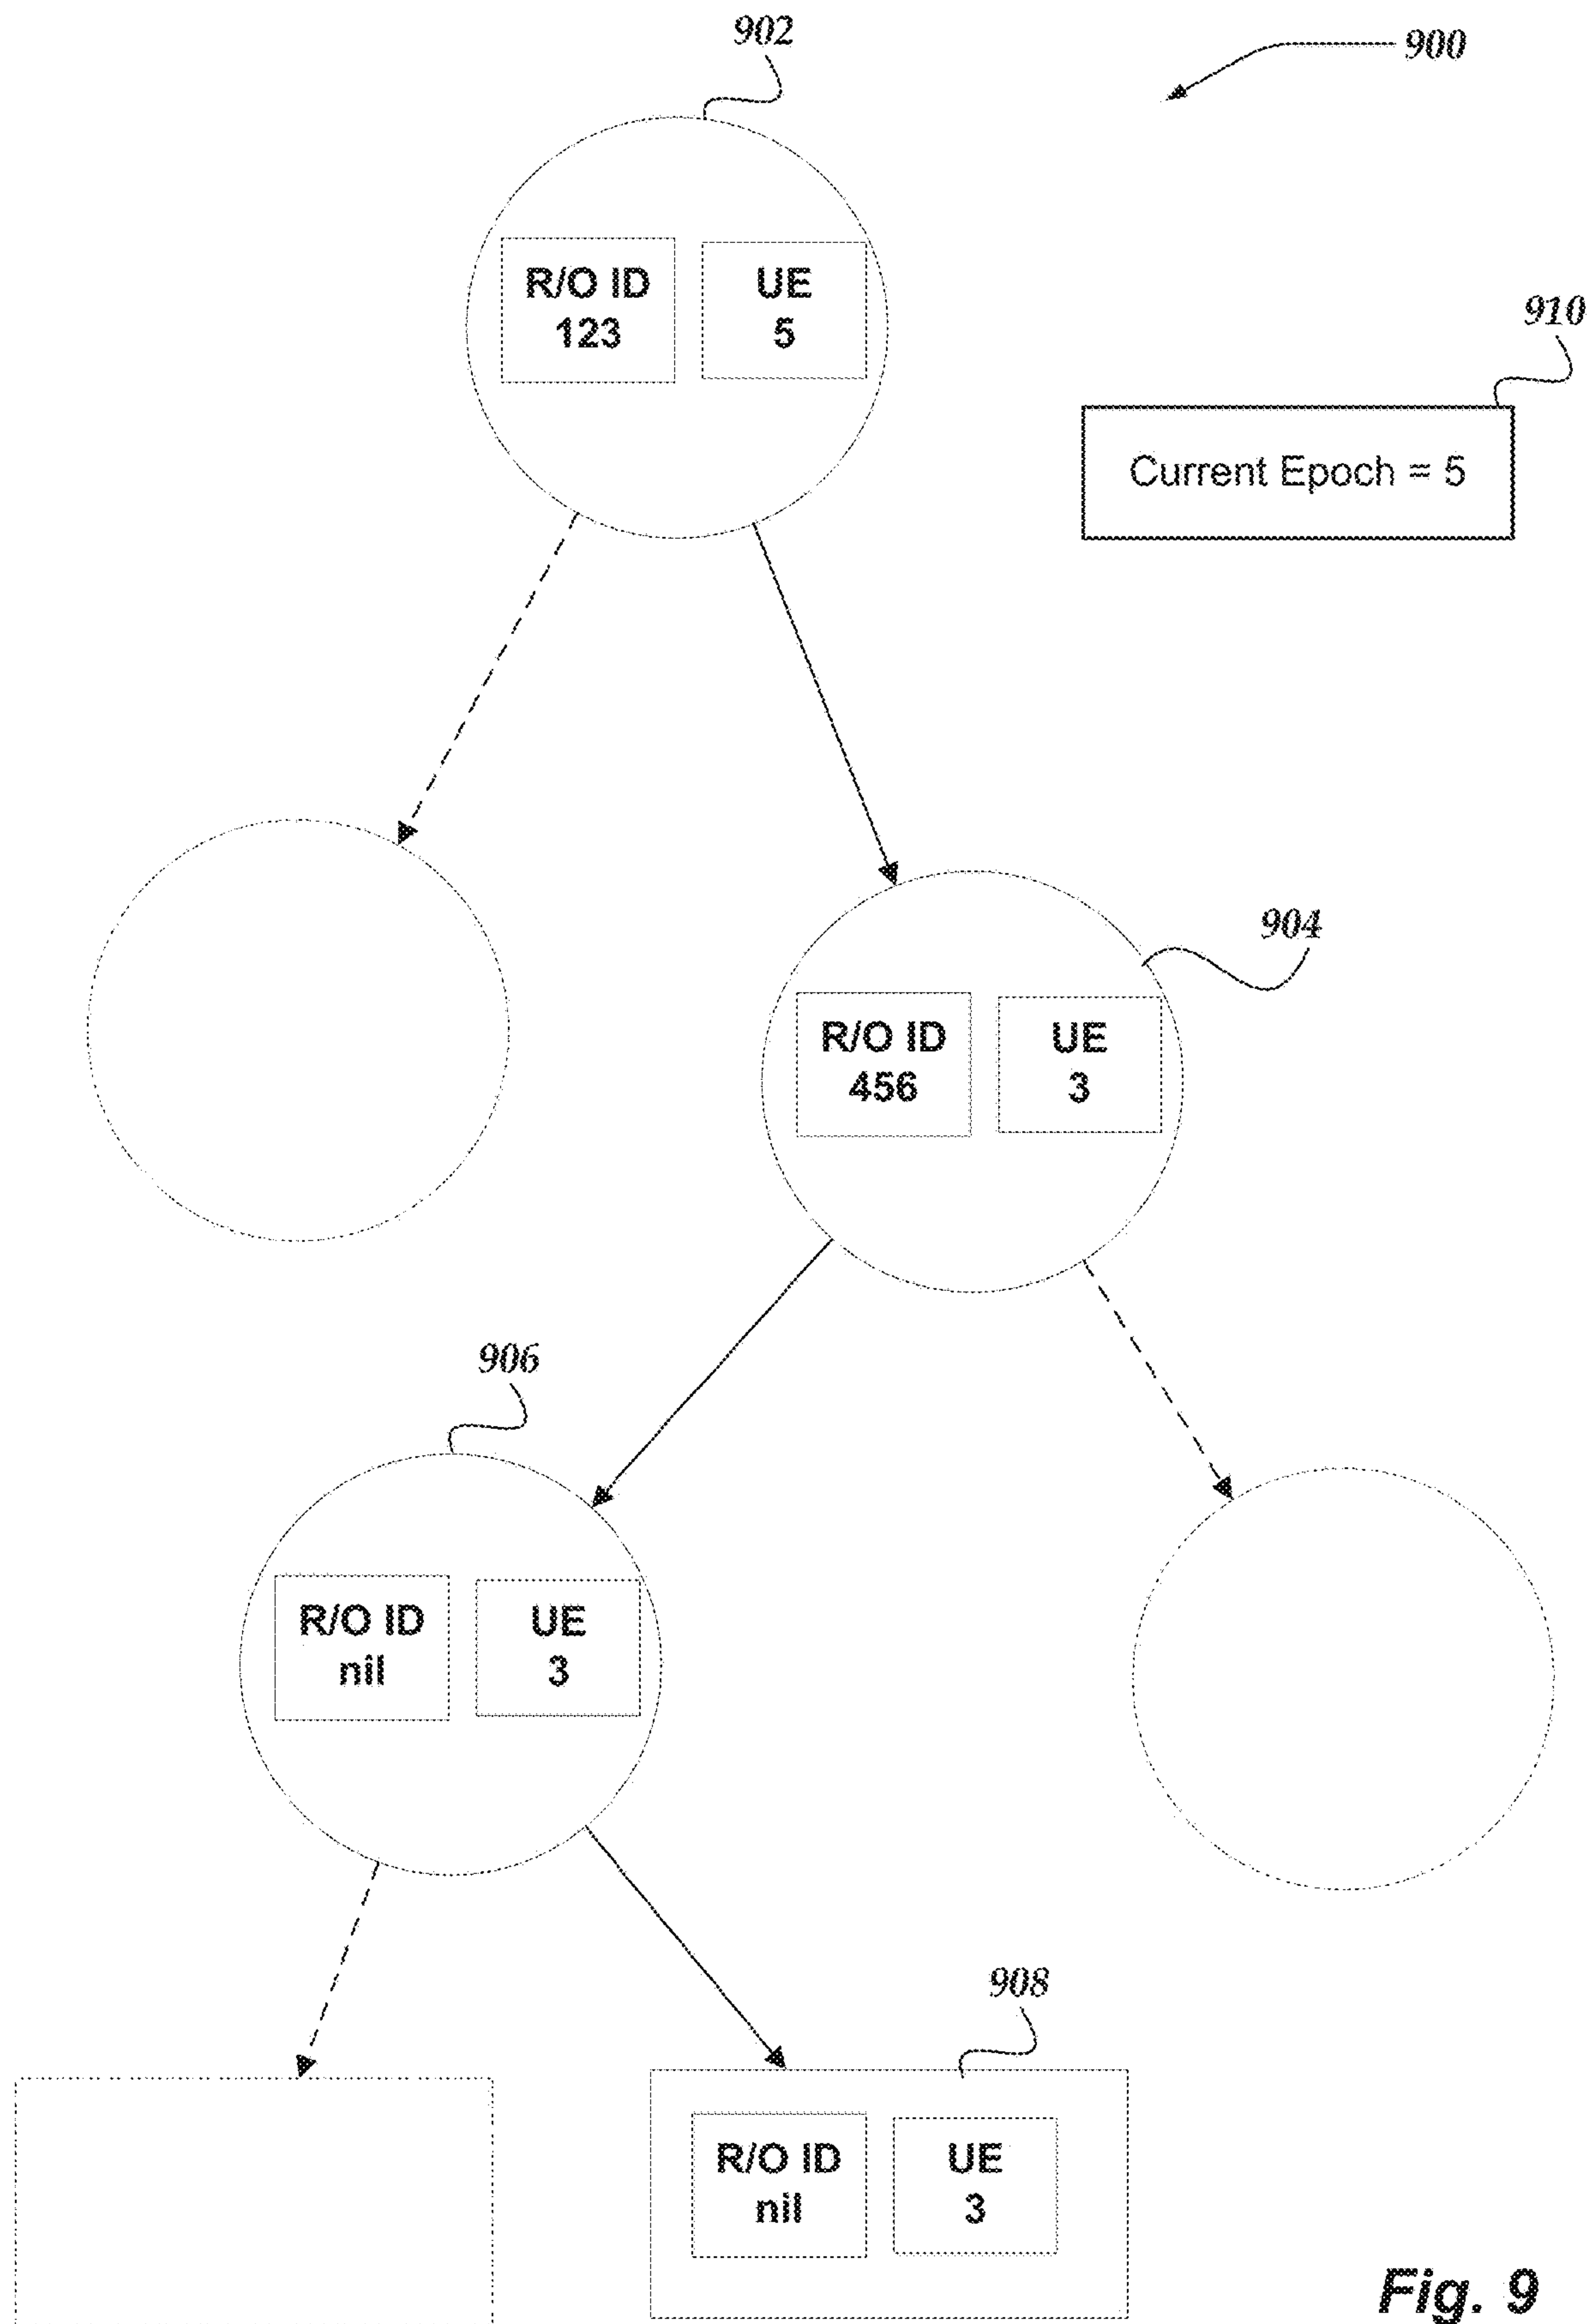 902
900
R/O ID
123
UE
5
910
Current Epoch = 5
904
R/O ID
456
UE
3
906
R/O ID
nil
UE
3
908
R/O ID
nil
UE
3
Fig. 9